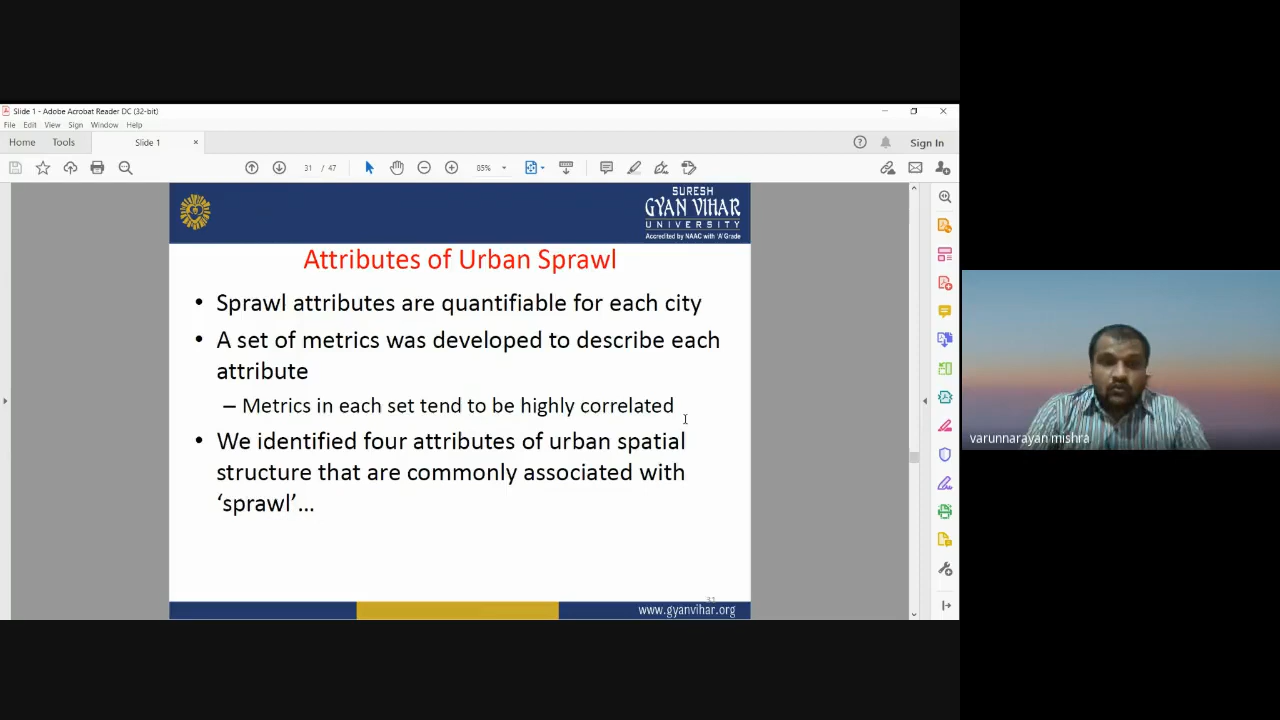 Slide 1 - Adobe Acrobat Reader DC (32-bit)
File Edit View Sign Window Help
Home Tools Slide 1 × Sign In
31 / 47 85%
SURESH
GYAN VIHAR
UNIVERSITY
Accredited by NAAC with 'A' Grade
Attributes of Urban Sprawl
• Sprawl attributes are quantifiable for each city
• A set of metrics was developed to describe each
attribute
– Metrics in each set tend to be highly correlated
• We identified four attributes of urban spatial
structure that are commonly associated with
‘sprawl’…
31
www.gyanvihar.org
varunnarayan mishra